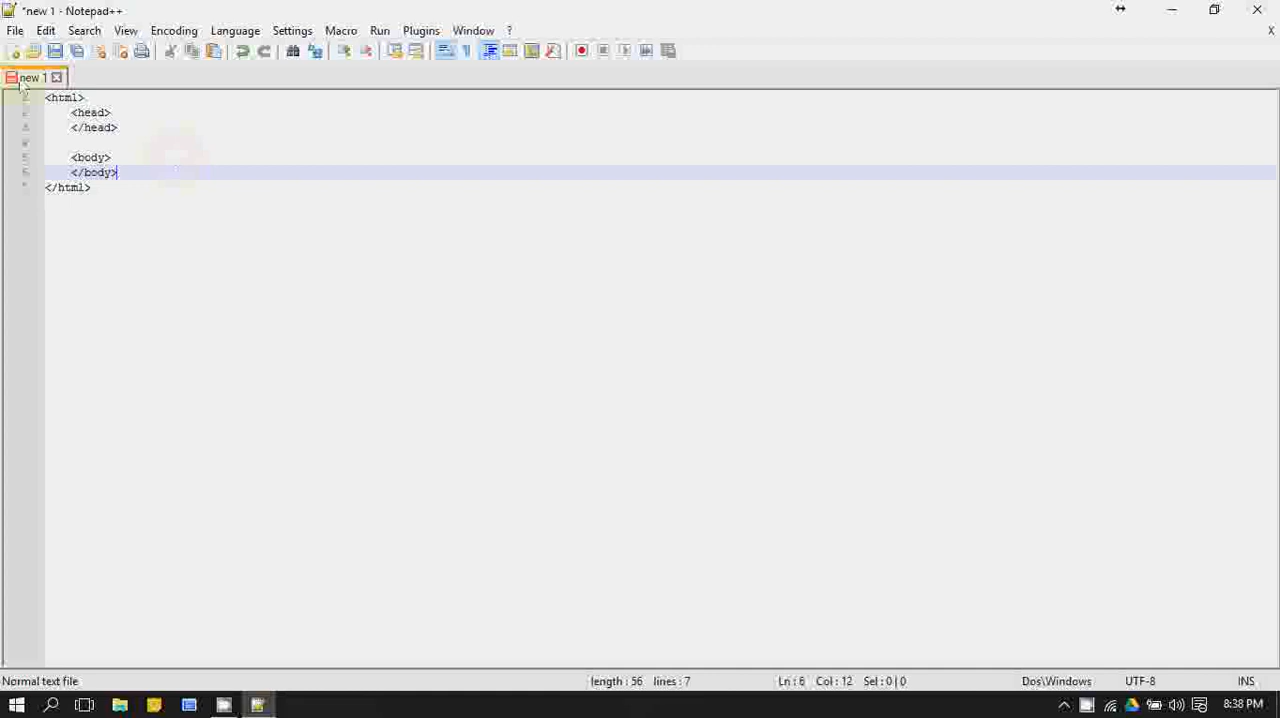 *new 1 - Notepad++
File Edit Search View Encoding Language Settings Macro Run Plugins Window ?
X
new 1
<html>
<head>
</head>
<body>
</body>
</html>
Normal text file
length : 56 lines : 7
Ln : 6 Col : 12 Sel : 0 | 0
Dos\Windows
UTF-8
INS
8:38 PM